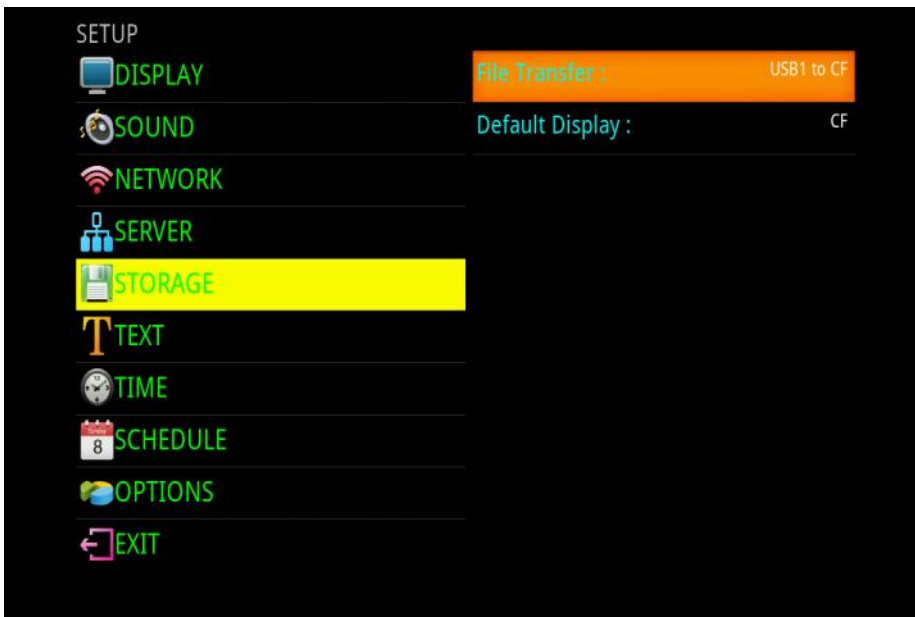 SETUP
DISPLAY
SOUND
NETWORK
SERVER
STORAGE
TEXT
TIME
SCHEDULE
8
OPTIONS
EXIT
File Transfer : USB1 to CF
Default Display : CF